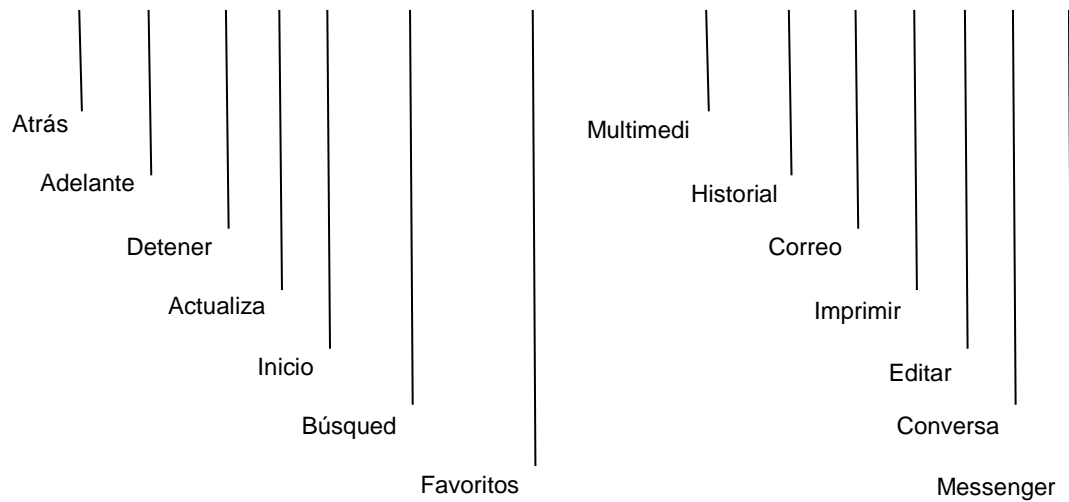 Atrás
Adelante
Detener
Actualiza
Inicio
Búsqued
Favoritos
Multimedi
Historial
Correo
Imprimir
Editar
Conversa
Messenger